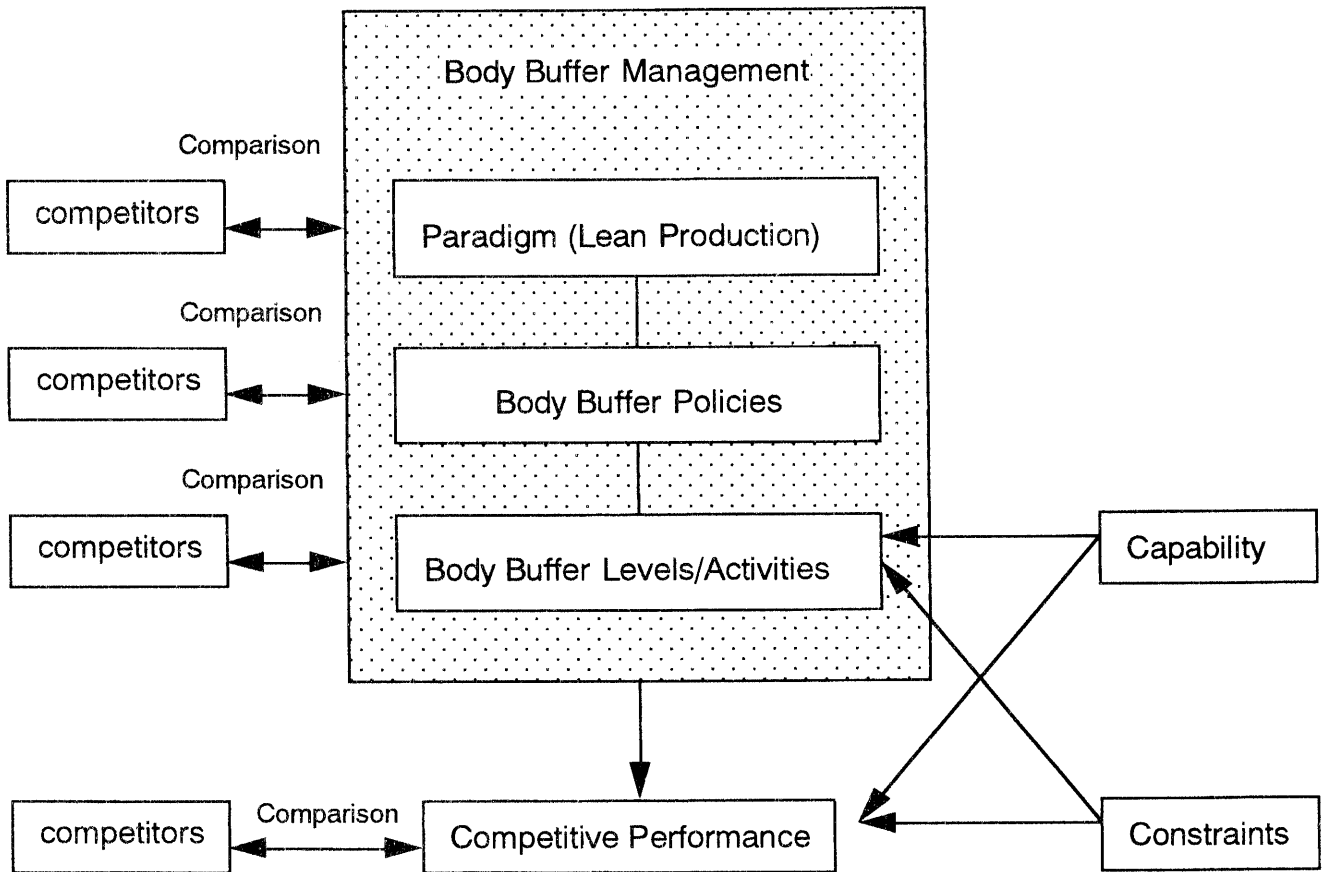 Body Buffer Management
Comparison
competitors
Paradigm (Lean Production)
Comparison
competitors
Body Buffer Policies
Comparison
competitors
Body Buffer Levels/Activities
Capability
competitors
Comparison
Competitive Performance
Constraints